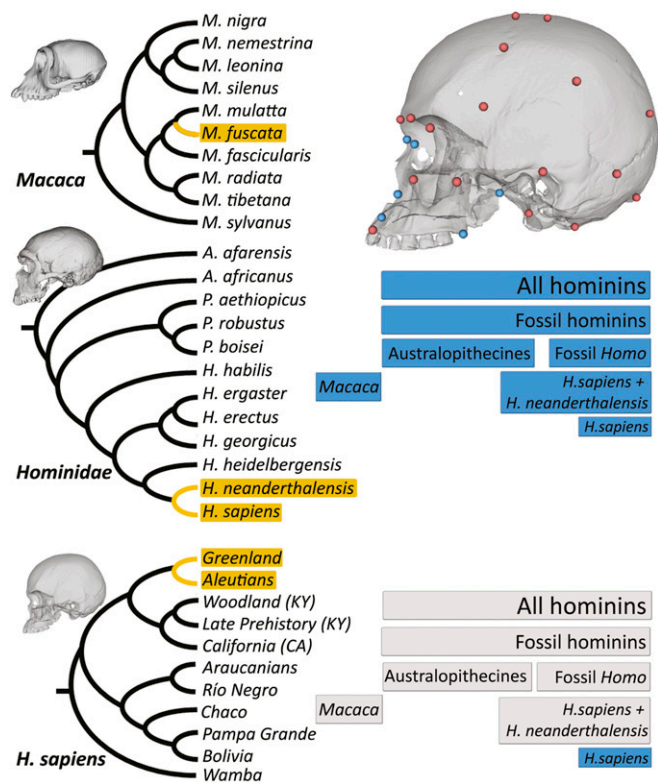 M. nigra
M. nemestrina
M. leonina
M. silenus
M. mulatta
M. fuscata
M. fascicularis
M. radiata
M. tibetana
M. sylvanus
Macaca
A. afarensis
A. africanus
P. aethiopicus
P. robustus
P. boisei
H. habilis
H. ergaster
H. erectus
H. georgicus
H. heidelbergensis
H. neanderthalensis
H. sapiens
Hominidae
All hominins
Fossil hominins
Australopithecines
Fossil Homo
Macaca
H.sapiens +
H. neanderthalensis
H.sapiens
Greenland
Aleutians
Woodland (KY)
Late Prehistory (KY)
California (CA)
Araucanians
Río Negro
Chaco
Pampa Grande
Bolivia
Wamba
H. sapiens
All hominins
Fossil hominins
Australopithecines
Fossil Homo
Macaca
H.sapiens +
H. neanderthalensis
H.sapiens